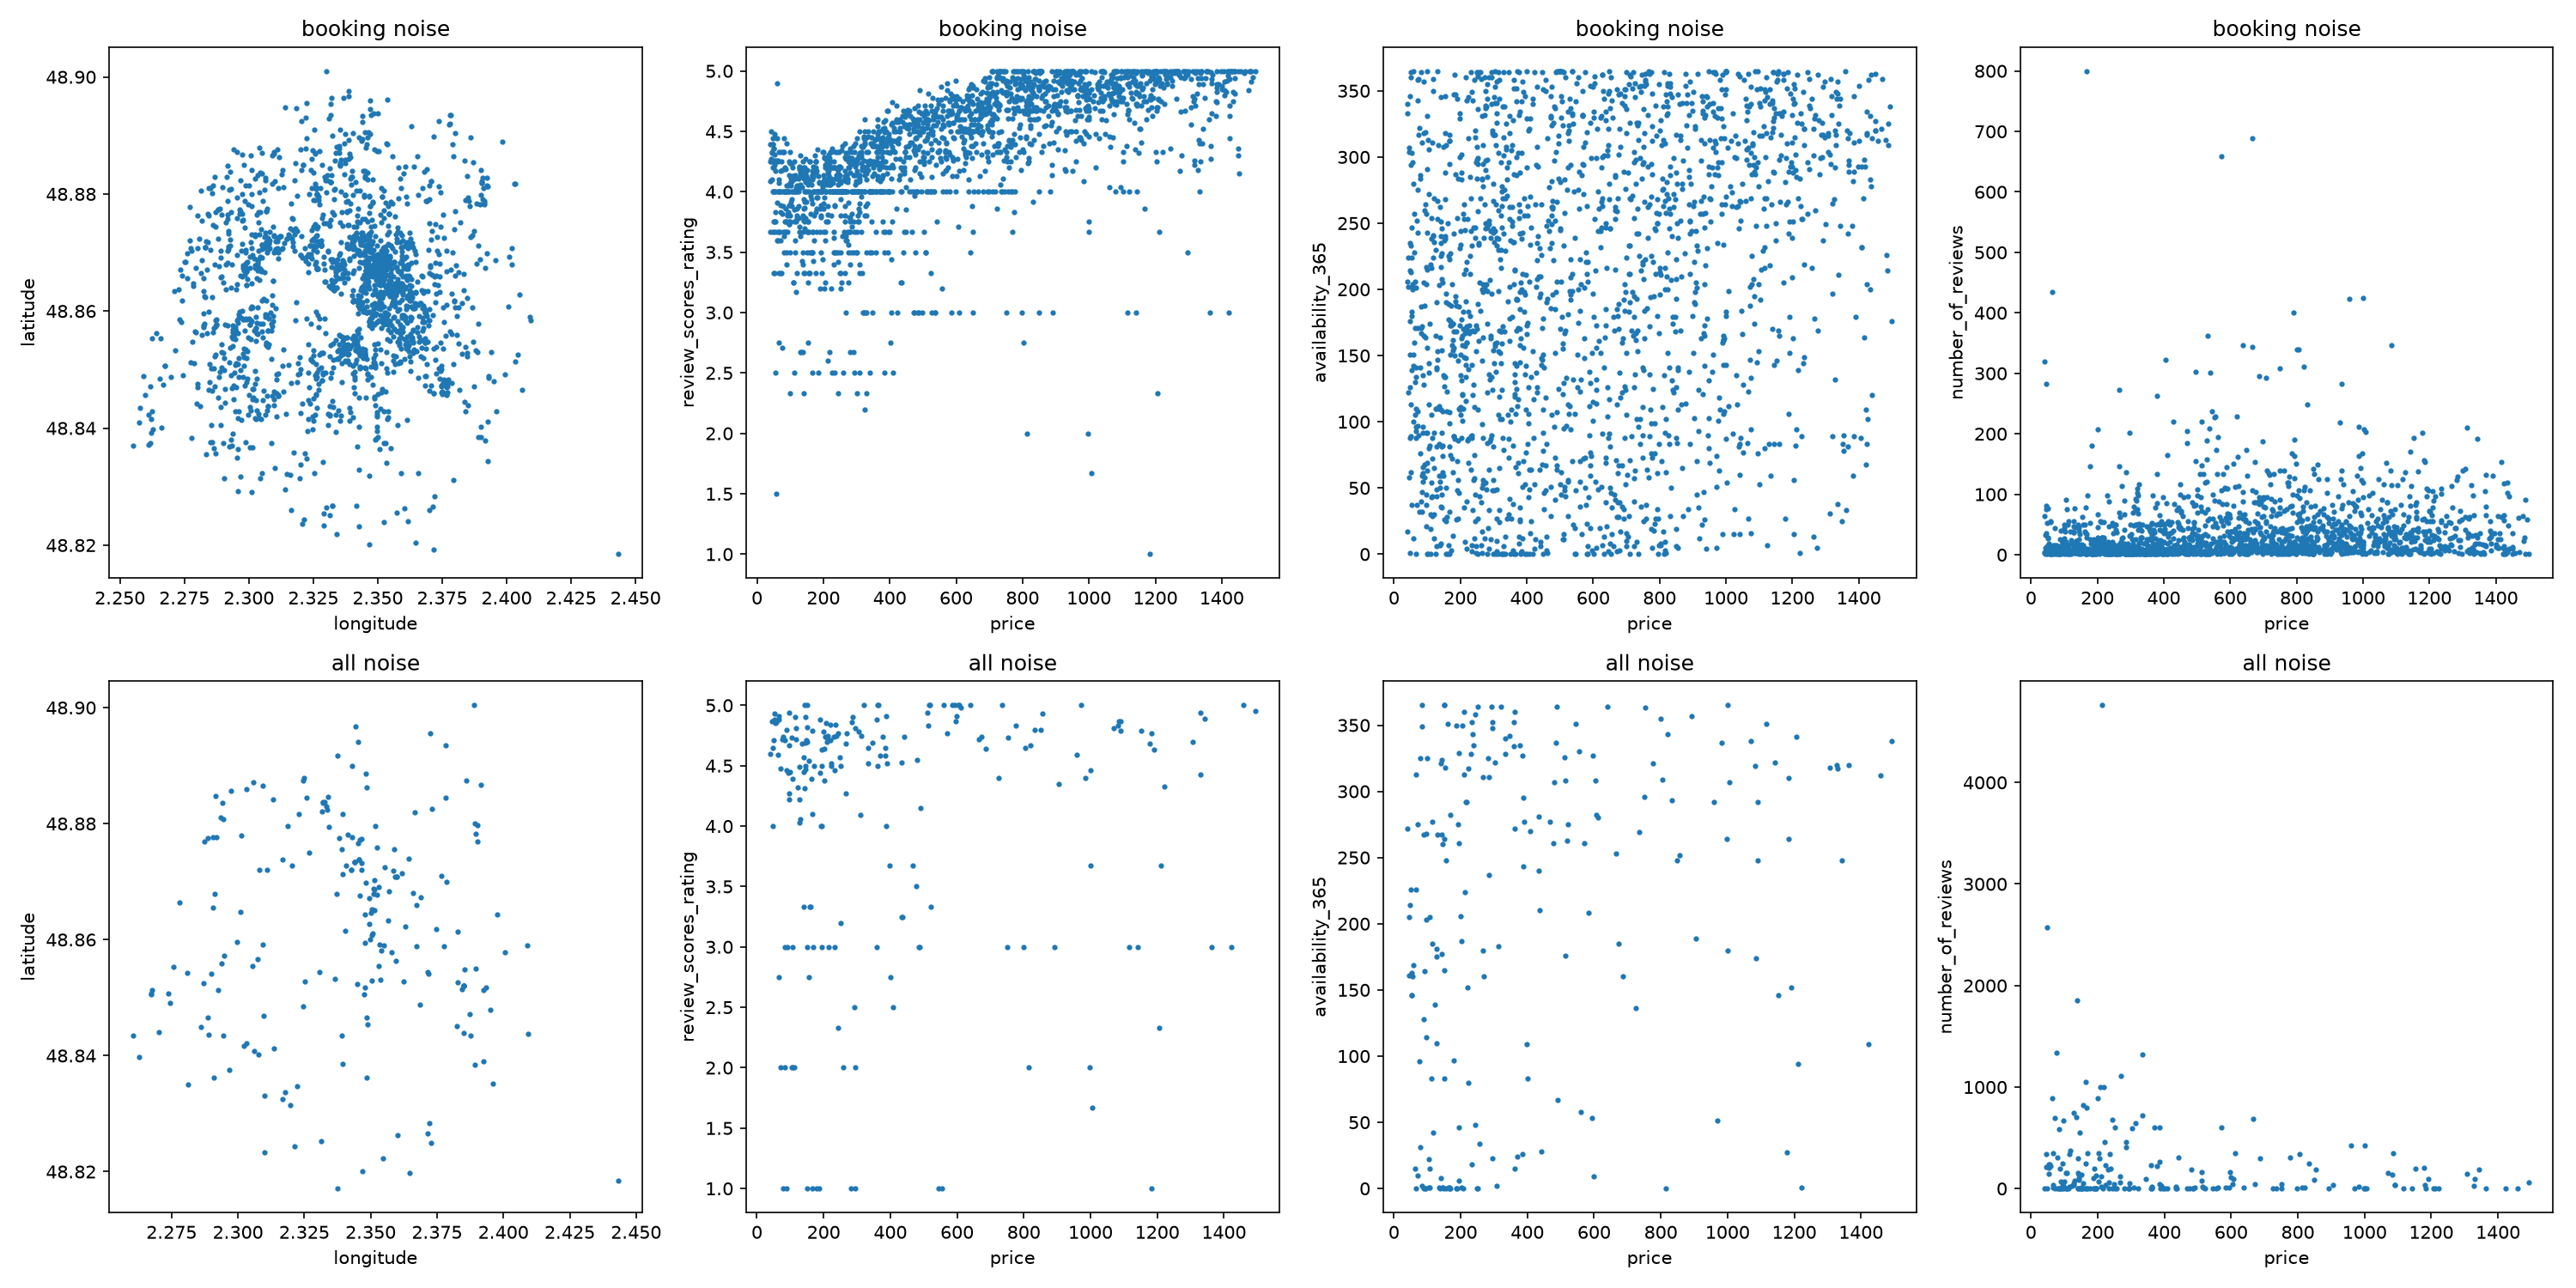 booking noise
booking noise
booking noise
booking noise
48.90
48.88
48.86
48.84
48.82
latitude
2.250 2.275 2.300 2.325 2.350 2.375 2.400 2.425 2.450
longitude
5.0
4.5
4.0
3.5
3.0
2.5
2.0
1.5
1.0
review_scores_rating
0 200 400 600 800 1000 1200 1400
price
350
300
250
200
150
100
50
0
availability_365
0 200 400 600 800 1000 1200 1400
price
800
700
600
500
400
300
200
100
0
number_of_reviews
0 200 400 600 800 1000 1200 1400
price
all noise
all noise
all noise
all noise
48.90
48.88
48.86
48.84
48.82
latitude
2.275 2.300 2.325 2.350 2.375 2.400 2.425 2.450
longitude
5.0
4.5
4.0
3.5
3.0
2.5
2.0
1.5
1.0
review_scores_rating
0 200 400 600 800 1000 1200 1400
price
350
300
250
200
150
100
50
0
availability_365
0 200 400 600 800 1000 1200 1400
price
4000
3000
2000
1000
0
number_of_reviews
0 200 400 600 800 1000 1200 1400
price